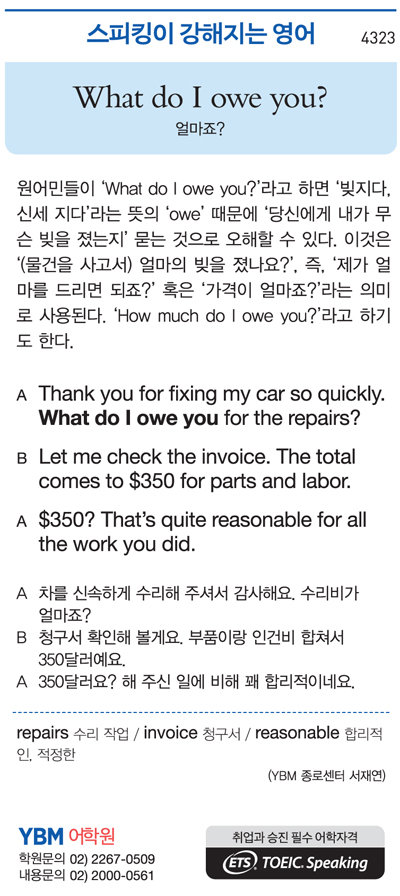 스피킹이 강해지는 영어 4323
What do I owe you?
얼마죠?
원어민들이 ‘What do I owe you?’라고 하면 ‘빚지다,
신세 지다’라는 뜻의 ‘owe’ 때문에 ‘당신에게 내가 무
슨 빚을 졌는지’ 묻는 것으로 오해할 수 있다. 이것은
‘(물건을 사고서) 얼마의 빚을 졌나요?’, 즉, ‘제가 얼
마를 드리면 되죠?’ 혹은 ‘가격이 얼마죠?’라는 의미
로 사용된다. ‘How much do I owe you?’라고 하기
도 한다.
A Thank you for fixing my car so quickly.
What do I owe you for the repairs?
B Let me check the invoice. The total
comes to $350 for parts and labor.
A $350? That’s quite reasonable for all
the work you did.
A 차를 신속하게 수리해 주셔서 감사해요. 수리비가
얼마죠?
B 청구서 확인해 볼게요. 부품이랑 인건비 합쳐서
350달러예요.
A 350달러요? 해 주신 일에 비해 꽤 합리적이네요.
repairs 수리 작업 / invoice 청구서 / reasonable 합리적
인, 적정한
(YBM 종로센터 서재연)
YBM 어학원
학원문의 02) 2267-0509
내용문의 02) 2000-0561
취업과 승진 필수 어학자격
ETS TOEIC. Speaking